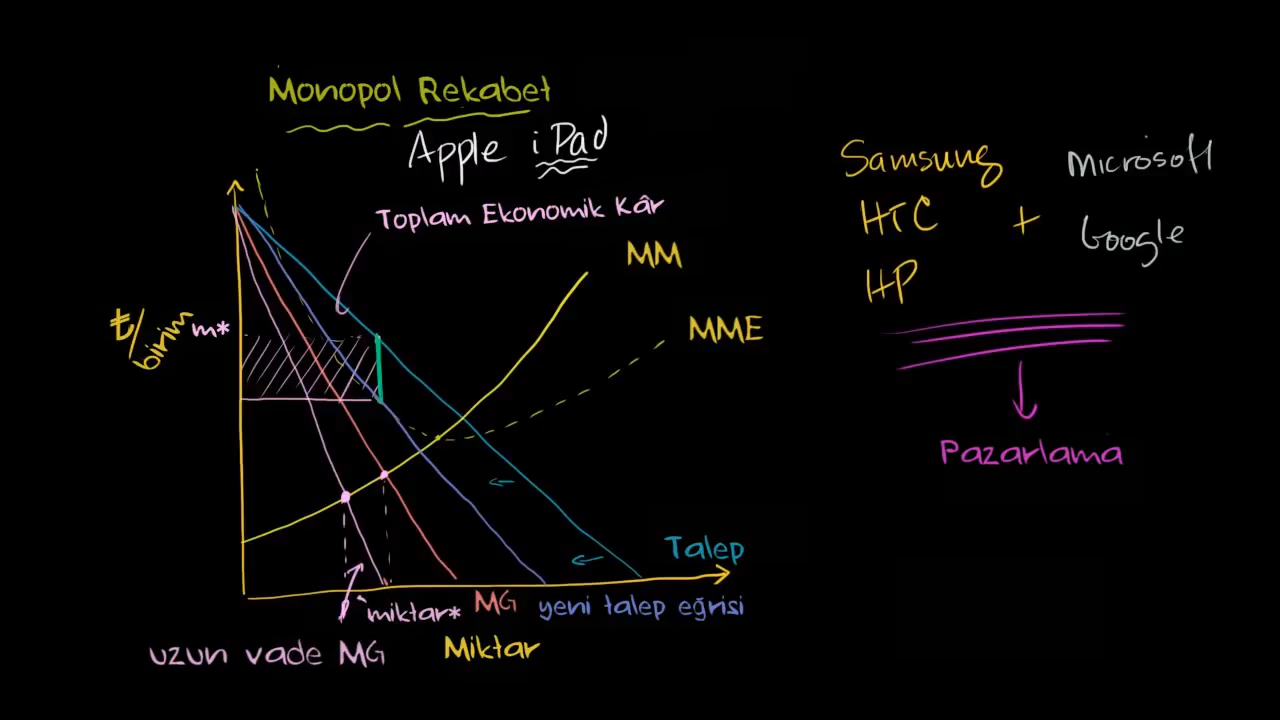 Monopol Rekabet
Apple iPad
Toplam Ekonomik Kâr
MM
MME
₺/birim
m*
Talep
miktar*
MG
yeni talep eğrisi
uzun vade MG
Miktar
Samsung
HTC
HP
+
Microsoft
Google
Pazarlama